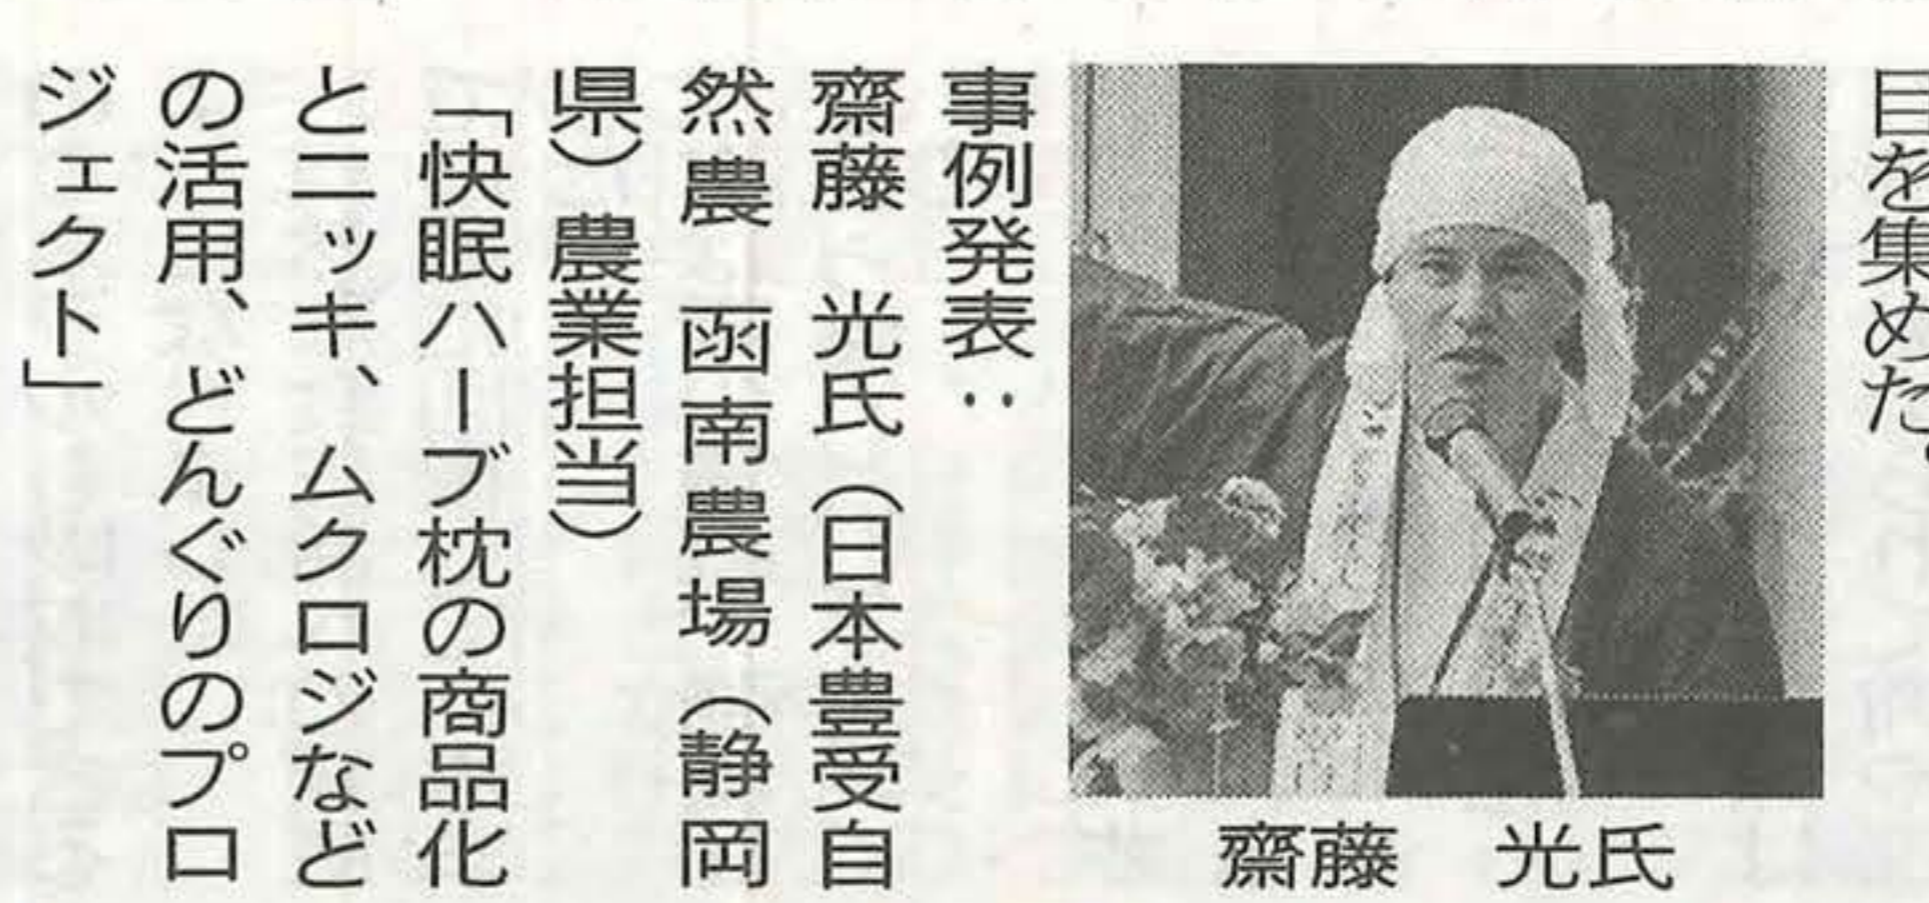 目を集めた。
齋藤　光氏
事例発表：
齋藤　光氏（日本豊受自
然農 函南農場（静岡
県）農業担当）
「快眠ハーブ枕の商品化
とニッキ、ムクロジなど
の活用、どんぐりのプロ
ジェクト」